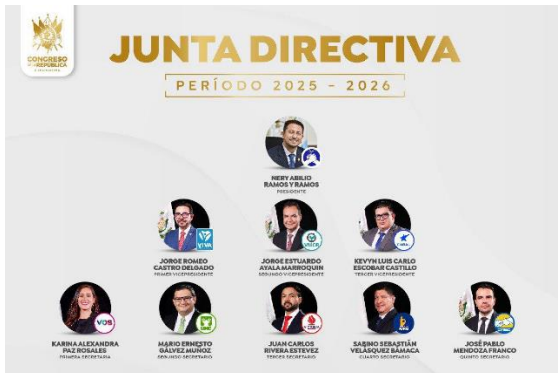 CONGRESO
DE LA REPÚBLICA
JUNTA DIRECTIVA
PERÍODO 2025 - 2026
NERY ABILIO
RAMOS Y RAMOS
PRESIDENTE
VIVA
JORGE ROMEO
CASTRO DELGADO
PRIMER VICEPRESIDENTE
JORGE ESTUARDO
AYALA MARROQUIN
SEGUNDO VICEPRESIDENTE
CABAL
KEVYN LUIS CARLO
ESCOBAR CASTILLO
TERCER VICEPRESIDENTE
VOS
KARINA ALEXANDRA
PAZ ROSALES
PRIMERA SECRETARIA
MARIO ERNESTO
GÁLVEZ MUÑOZ
SEGUNDO SECRETARIO
JUAN CARLOS
RIVERA ESTEVEZ
TERCER SECRETARIO
SABINO SEBASTIÁN
VELÁSQUEZ BÁMACA
CUARTO SECRETARIO
JOSÉ PABLO
MENDOZA FRANCO
QUINTO SECRETARIO